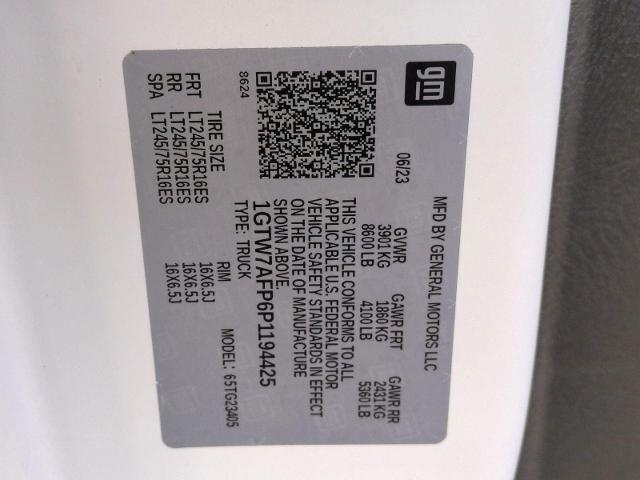 gm
MFD BY GENERAL MOTORS LLC
06/23
GVWR GAWR FRT GAWR RR
3901 KG 1860 KG 2431 KG
8600 LB 4100 LB 5360 LB
THIS VEHICLE CONFORMS TO ALL
APPLICABLE U.S. FEDERAL MOTOR
VEHICLE SAFETY STANDARDS IN EFFECT
ON THE DATE OF MANUFACTURE
SHOWN ABOVE.
1GTW7AFP6P1194425
TYPE: TRUCK
8624
MODEL: 65TG23405
TIRE SIZE RIM
FRT LT245/75R16ES 16X6.5J
RR LT245/75R16ES 16X6.5J
SPA LT245/75R16ES 16X6.5J